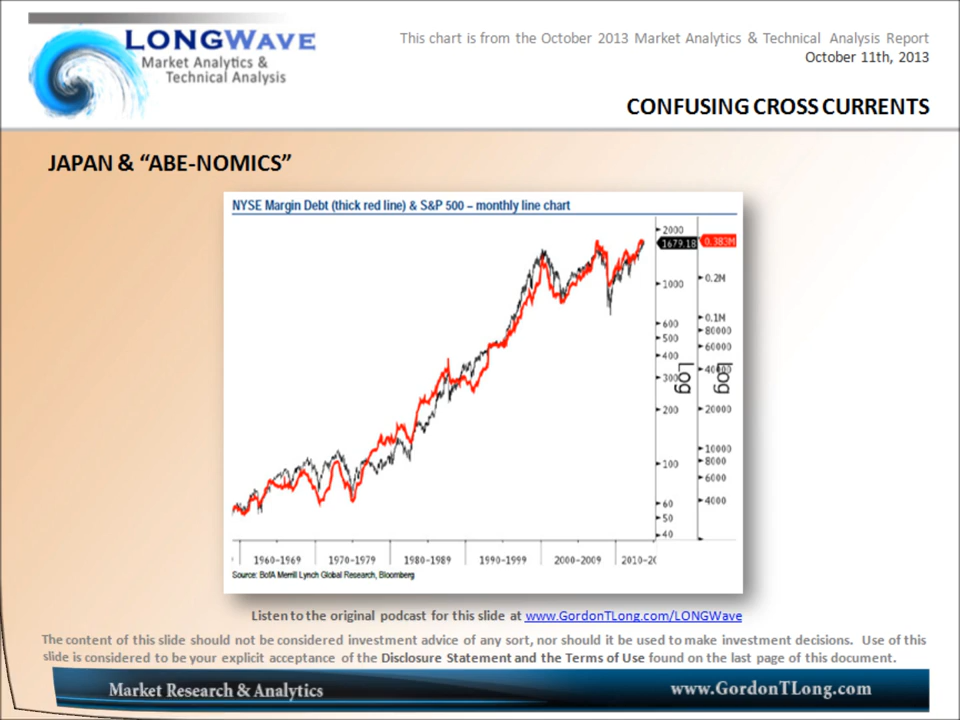 LONGWave
Market Analytics &
Technical Analysis
This chart is from the October 2013 Market Analytics & Technical Analysis Report
October 11th, 2013
CONFUSING CROSS CURRENTS
JAPAN & “ABE-NOMICS”
NYSE Margin Debt (thick red line) & S&P 500 – monthly line chart
2000
1679.18
0.383M
1000
600
500
400
300
200
100
60
50
40
Log
0.2M
0.1M
80000
60000
40000
20000
10000
8000
6000
4000
Log
1960-1969
1970-1979
1980-1989
1990-1999
2000-2009
2010-20
Source: BofA Merrill Lynch Global Research, Bloomberg
Listen to the original podcast for this slide at www.GordonTLong.com/LONGWave
The content of this slide should not be considered investment advice of any sort, nor should it be used to make investment decisions. Use of this
slide is considered to be your explicit acceptance of the Disclosure Statement and the Terms of Use found on the last page of this document.
Market Research & Analytics
www.GordonTLong.com